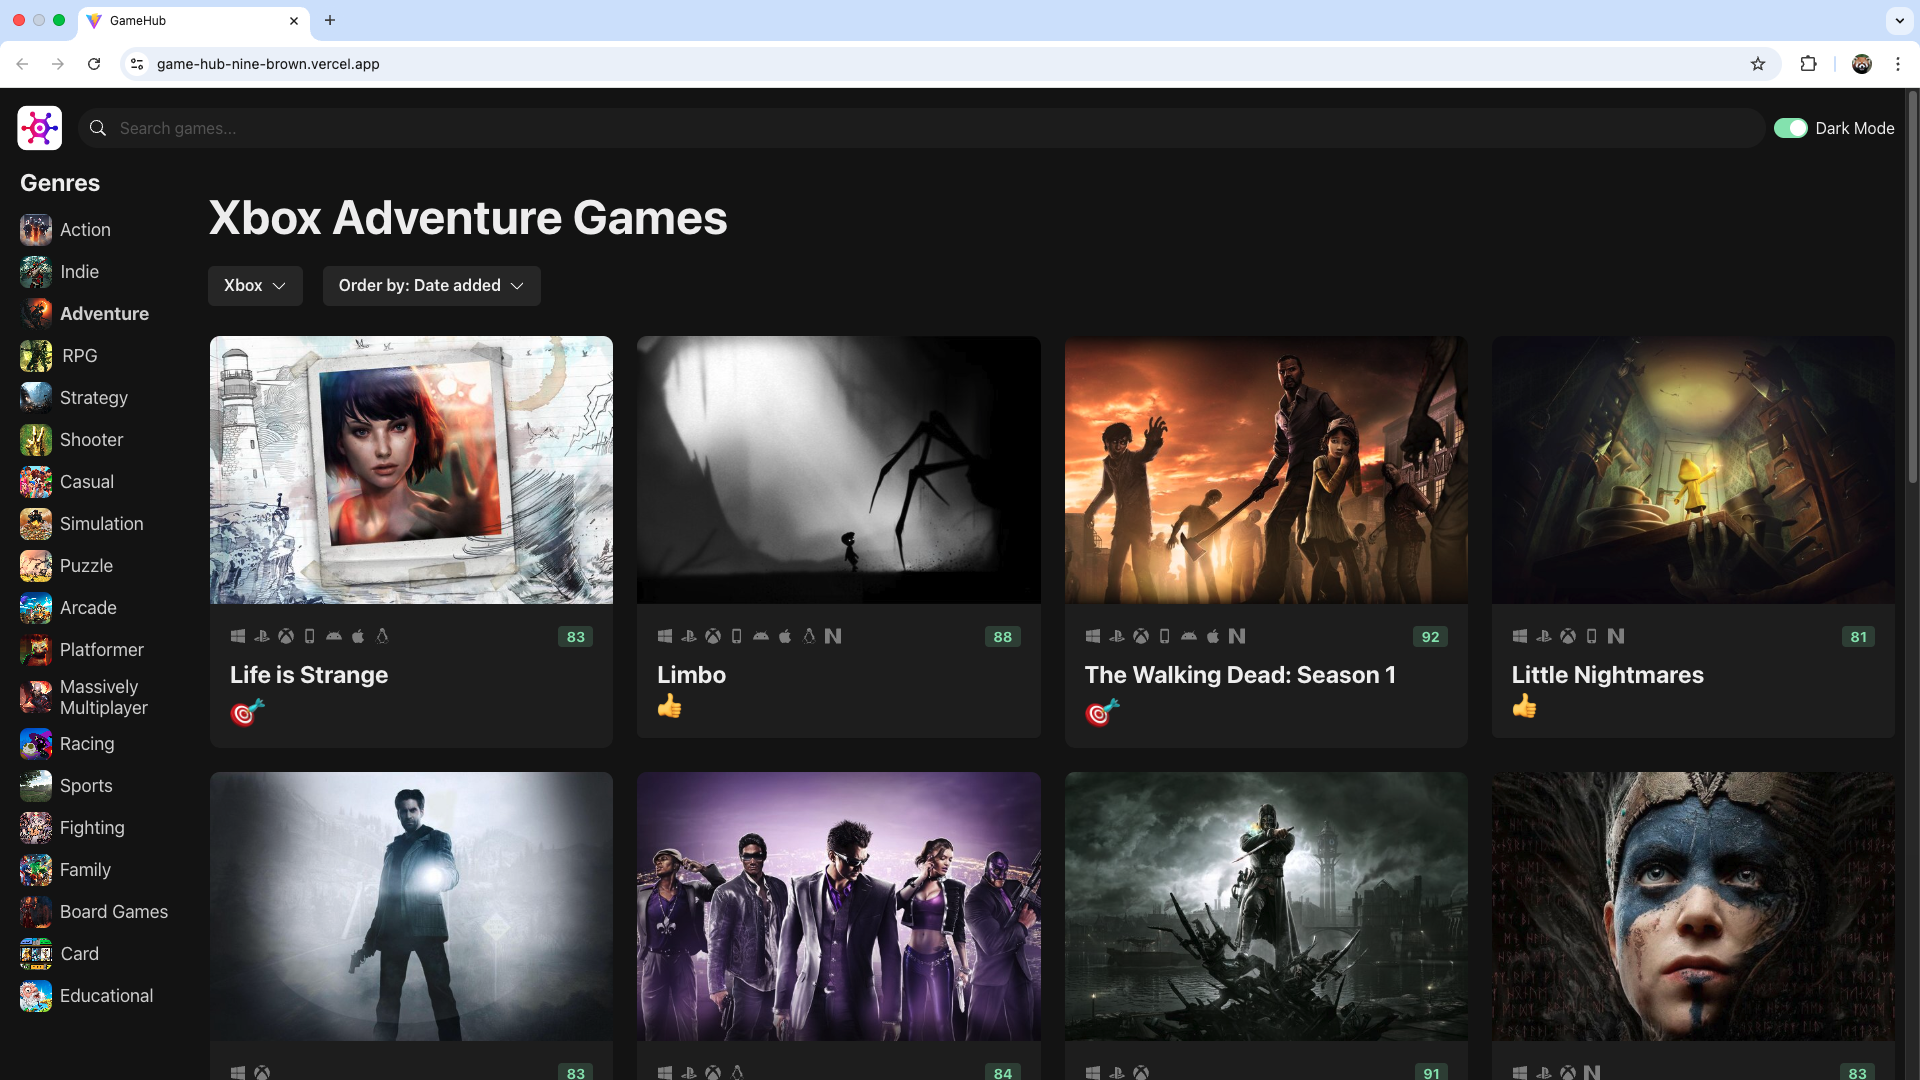 GameHub
game-hub-nine-brown.vercel.app
Search games...
Dark Mode
Genres
Action
Indie
Adventure
RPG
Strategy
Shooter
Casual
Simulation
Puzzle
Arcade
Platformer
Massively
Multiplayer
Racing
Sports
Fighting
Family
Board Games
Card
Educational
Xbox Adventure Games
Xbox
Order by: Date added
83
Life is Strange
88
Limbo
92
The Walking Dead: Season 1
81
Little Nightmares
83
84
91
83